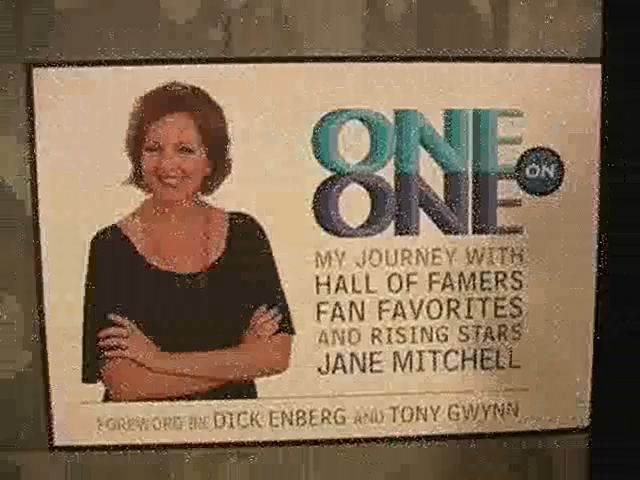 ONE
ON
ONE
MY JOURNEY WITH
HALL OF FAMERS
FAN FAVORITES
AND RISING STARS
JANE MITCHELL
FOREWORD BY DICK ENBERG AND TONY GWYNN